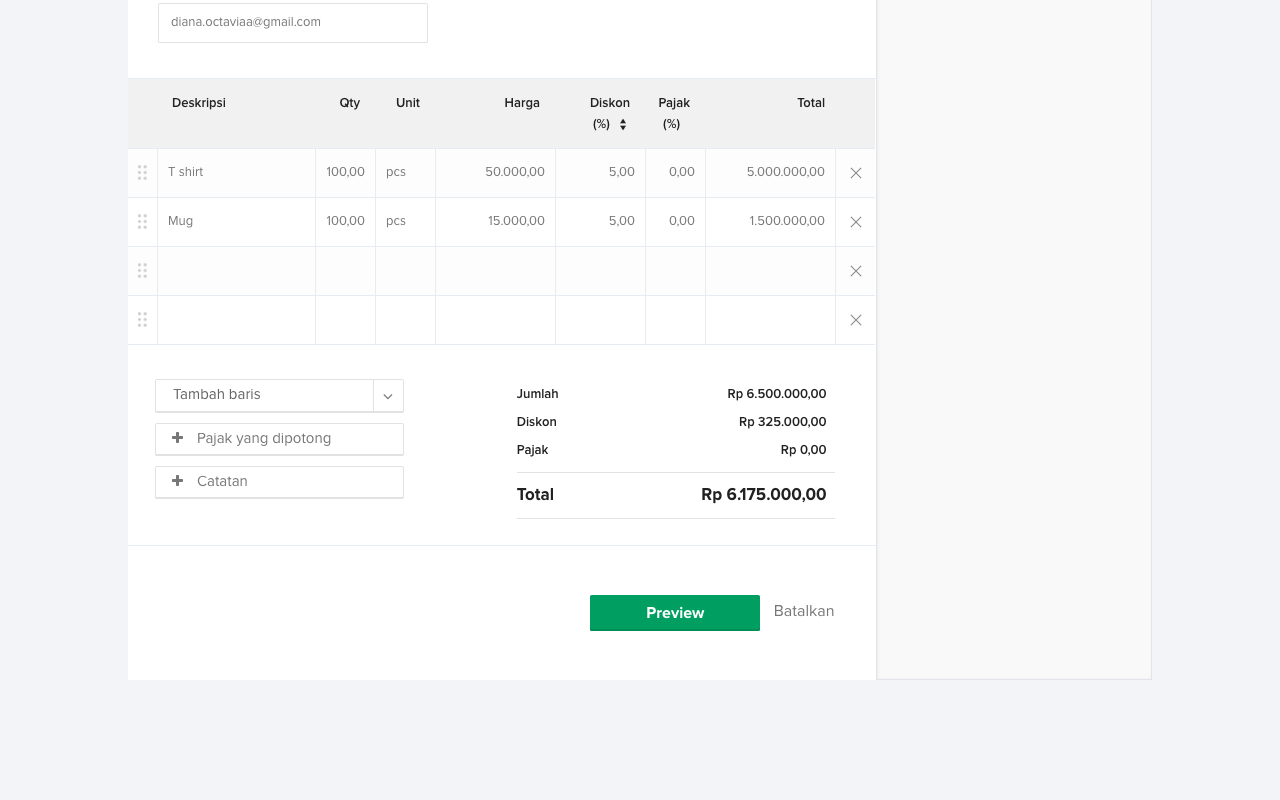 diana.octaviaa@gmail.com
Deskripsi Qty Unit Harga Diskon (%) Pajak (%) Total
T shirt 100,00 pcs 50.000,00 5,00 0,00 5.000.000,00
Mug 100,00 pcs 15.000,00 5,00 0,00 1.500.000,00
Tambah baris
Pajak yang dipotong
Catatan
Jumlah Rp 6.500.000,00
Diskon Rp 325.000,00
Pajak Rp 0,00
Total Rp 6.175.000,00
Preview Batalkan